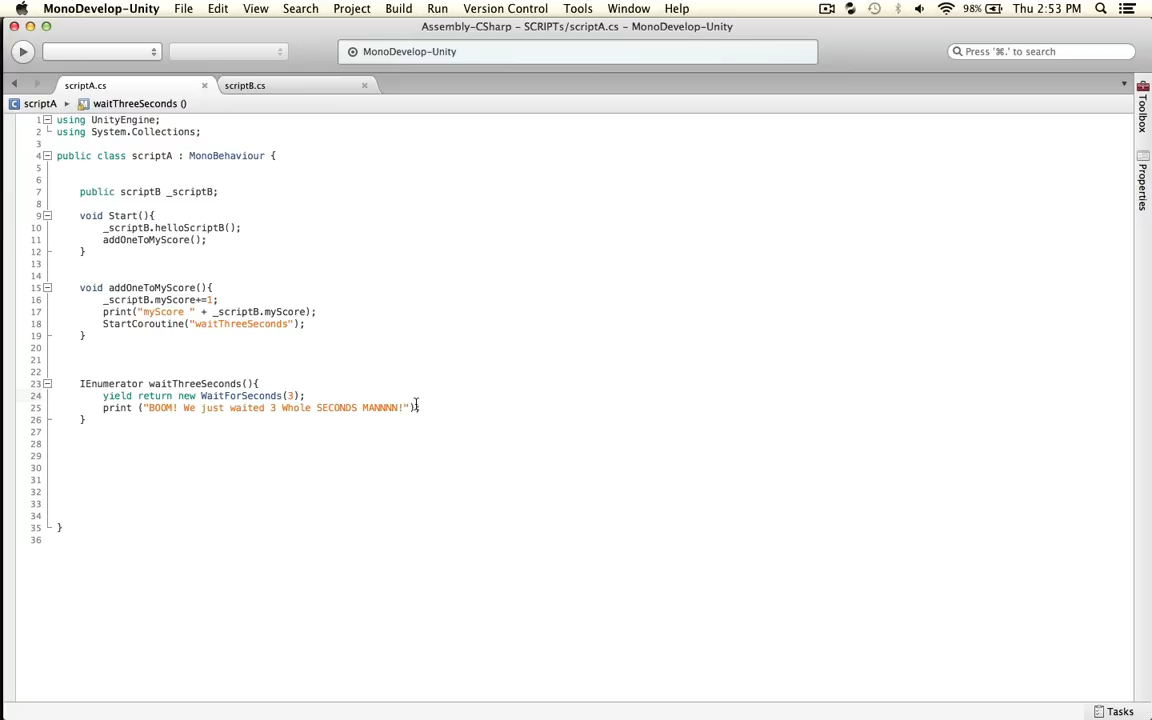 MonoDevelop-Unity File Edit View Search Project Build Run Version Control Tools Window Help 98% Thu 2:53 PM
Assembly-CSharp – SCRIPTs/scriptA.cs – MonoDevelop-Unity
MonoDevelop-Unity
Press '⌘.' to search
scriptA.cs scriptB.cs
scriptA ▸ waitThreeSeconds ()
Toolbox
Properties
1 using UnityEngine;
2 using System.Collections;
3
4 public class scriptA : MonoBehaviour {
5
6
7 public scriptB _scriptB;
8
9 void Start(){
10 _scriptB.helloScriptB();
11 addOneToMyScore();
12 }
13
14
15 void addOneToMyScore(){
16 _scriptB.myScore+=1;
17 print("myScore " + _scriptB.myScore);
18 StartCoroutine("waitThreeSeconds");
19 }
20
21
22
23 IEnumerator waitThreeSeconds(){
24 yield return new WaitForSeconds(3);
25 print ("BOOM! We just waited 3 Whole SECONDS MANNNN!");
26 }
27
28
29
30
31
32
33
34
35 }
36
Tasks